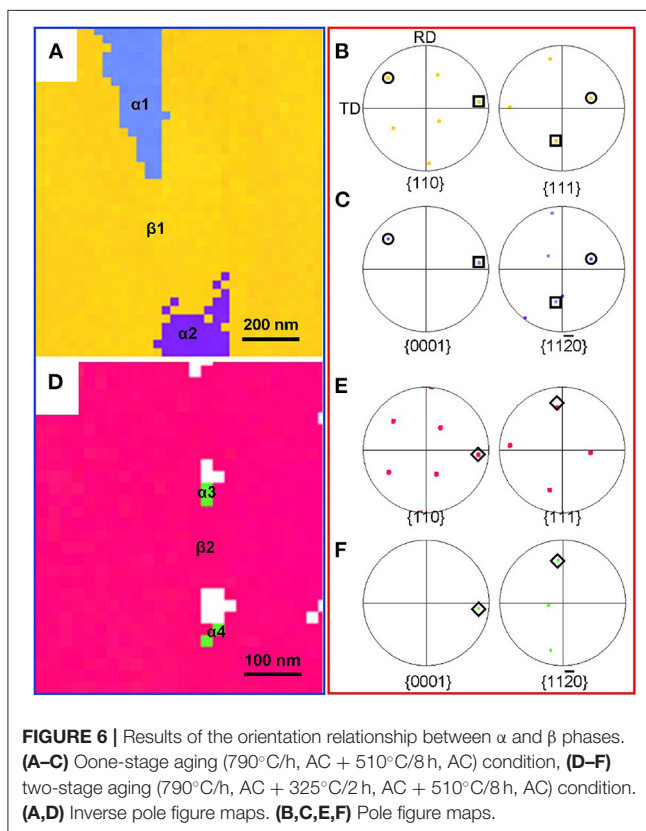 A
α1
β1
α2
200 nm
B
RD
TD
{110}
{111}
C
{0001}
{112̅0}
D
α3
β2
α4
100 nm
E
{110}
{111}
F
{0001}
{112̅0}
FIGURE 6 | Results of the orientation relationship between α and β phases.
(A–C) Oone-stage aging (790°C/h, AC + 510°C/8 h, AC) condition, (D–F)
two-stage aging (790°C/h, AC + 325°C/2 h, AC + 510°C/8 h, AC) condition.
(A,D) Inverse pole figure maps. (B,C,E,F) Pole figure maps.